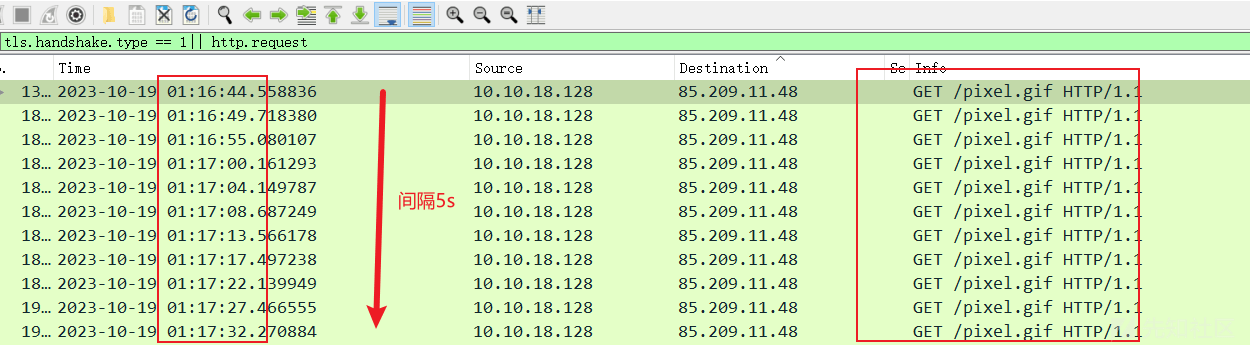 tls.handshake.type == 1|| http.request
Time Source Destination Info
13… 2023-10-19 01:16:44.558836 10.10.18.128 85.209.11.48 GET /pixel.gif HTTP/1.1
18… 2023-10-19 01:16:49.718380 10.10.18.128 85.209.11.48 GET /pixel.gif HTTP/1.1
18… 2023-10-19 01:16:55.080107 10.10.18.128 85.209.11.48 GET /pixel.gif HTTP/1.1
18… 2023-10-19 01:17:00.161293 10.10.18.128 85.209.11.48 GET /pixel.gif HTTP/1.1
18… 2023-10-19 01:17:04.149787 10.10.18.128 85.209.11.48 GET /pixel.gif HTTP/1.1
间隔5s
18… 2023-10-19 01:17:08.687249 10.10.18.128 85.209.11.48 GET /pixel.gif HTTP/1.1
18… 2023-10-19 01:17:13.566178 10.10.18.128 85.209.11.48 GET /pixel.gif HTTP/1.1
18… 2023-10-19 01:17:17.497238 10.10.18.128 85.209.11.48 GET /pixel.gif HTTP/1.1
18… 2023-10-19 01:17:22.139949 10.10.18.128 85.209.11.48 GET /pixel.gif HTTP/1.1
19… 2023-10-19 01:17:27.466555 10.10.18.128 85.209.11.48 GET /pixel.gif HTTP/1.1
19… 2023-10-19 01:17:32.270884 10.10.18.128 85.209.11.48 GET /pixel.gif HTTP/1.1